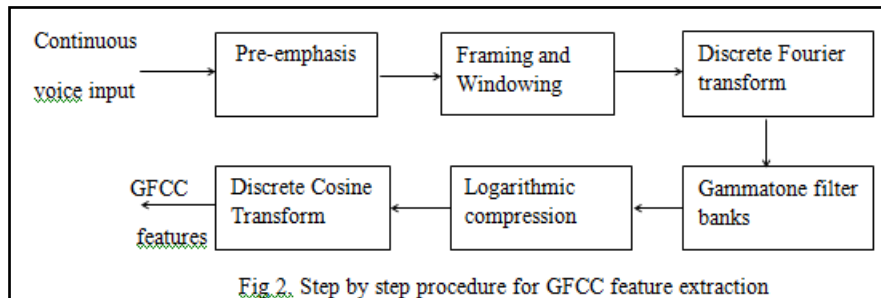 Continuous
voice input
Pre-emphasis
Framing and
Windowing
Discrete Fourier
transform
Gammatone filter
banks
Logarithmic
compression
Discrete Cosine
Transform
GFCC
features
Fig 2. Step by step procedure for GFCC feature extraction